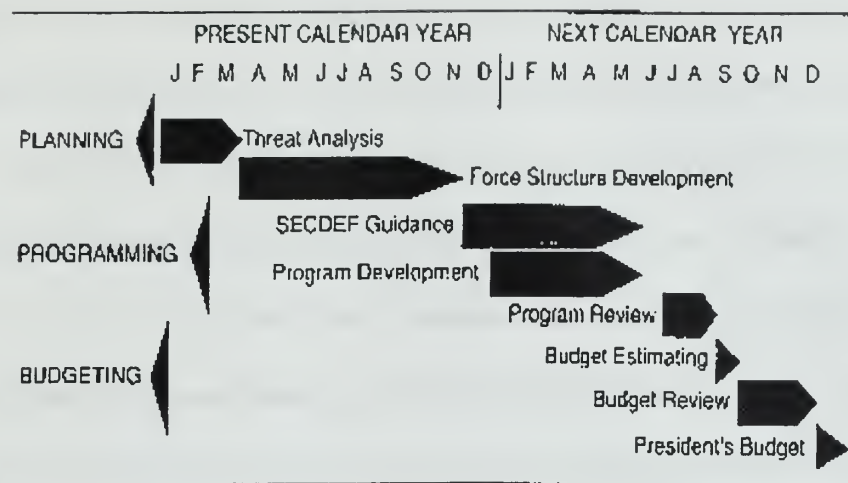 PRESENT CALENDAR YEAR NEXT CALENDAR YEAR
J F M A M J J A S O N D J F M A M J J A S O N D
PLANNING Threat Analysis
Force Structure Development
SECDEF Guidance
PROGRAMMING
Program Development
Program Review
Budget Estimating
BUDGETING
Budget Review
President's Budget